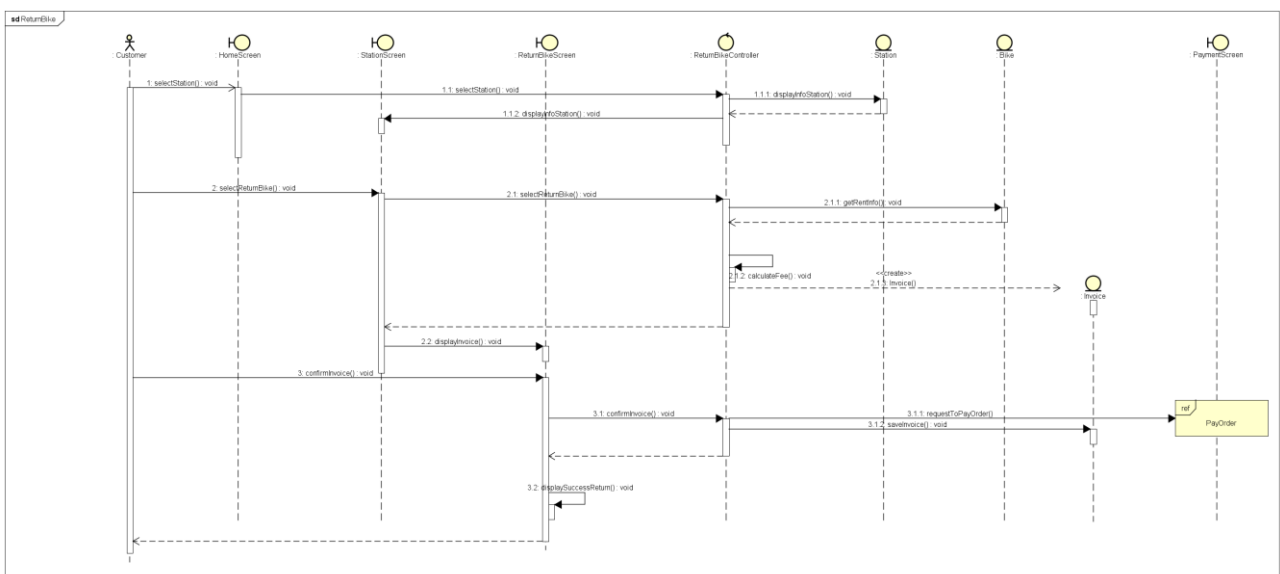 sd ReturnBike
: Customer
: HomeScreen
: StationScreen
: ReturnBikeScreen
: ReturnBikeController
: Station
: Bike
: PaymentScreen
1: selectStation() : void
1.1: selectStation() : void
1.1.1: displayInfoStation() : void
1.1.2: displayInfoStation() : void
2: selectReturnBike() : void
2.1: selectReturnBike() : void
2.1.1: getRentInfo() : void
2.1.2: calculateFee() : void
<<create>>
2.1.3: Invoice()
: Invoice
2.2: displayInvoice() : void
3: confirmInvoice() : void
3.1: confirmInvoice() : void
3.1.1: requestToPayOrder()
ref
PayOrder
3.1.2: saveInvoice() : void
3.2: displaySuccessReturn() : void